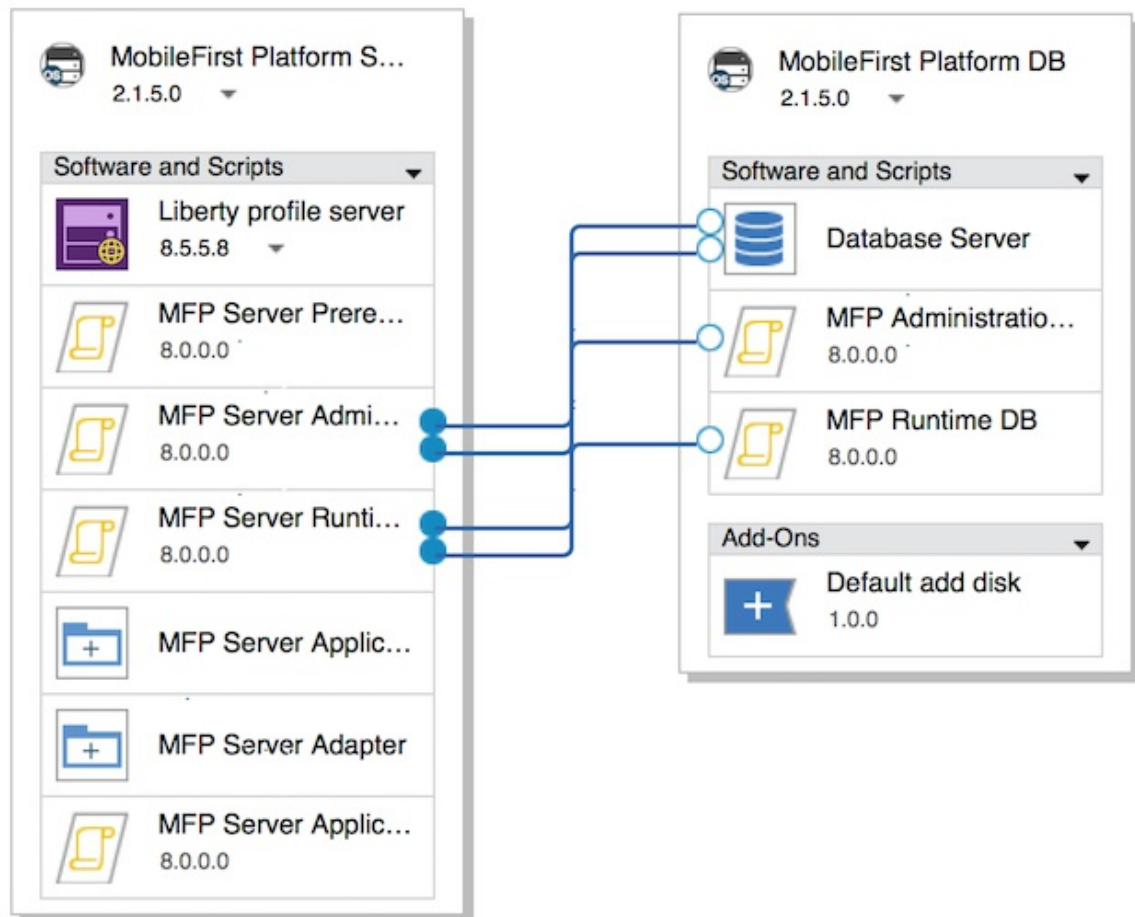 MobileFirst Platform S...
2.1.5.0
Software and Scripts
Liberty profile server
8.5.5.8
MFP Server Prere...
8.0.0.0
MFP Server Admi...
8.0.0.0
MFP Server Runti...
8.0.0.0
MFP Server Applic...
MFP Server Adapter
MFP Server Applic...
8.0.0.0
MobileFirst Platform DB
2.1.5.0
Software and Scripts
Database Server
MFP Administratio...
8.0.0.0
MFP Runtime DB
8.0.0.0
Add-Ons
Default add disk
1.0.0